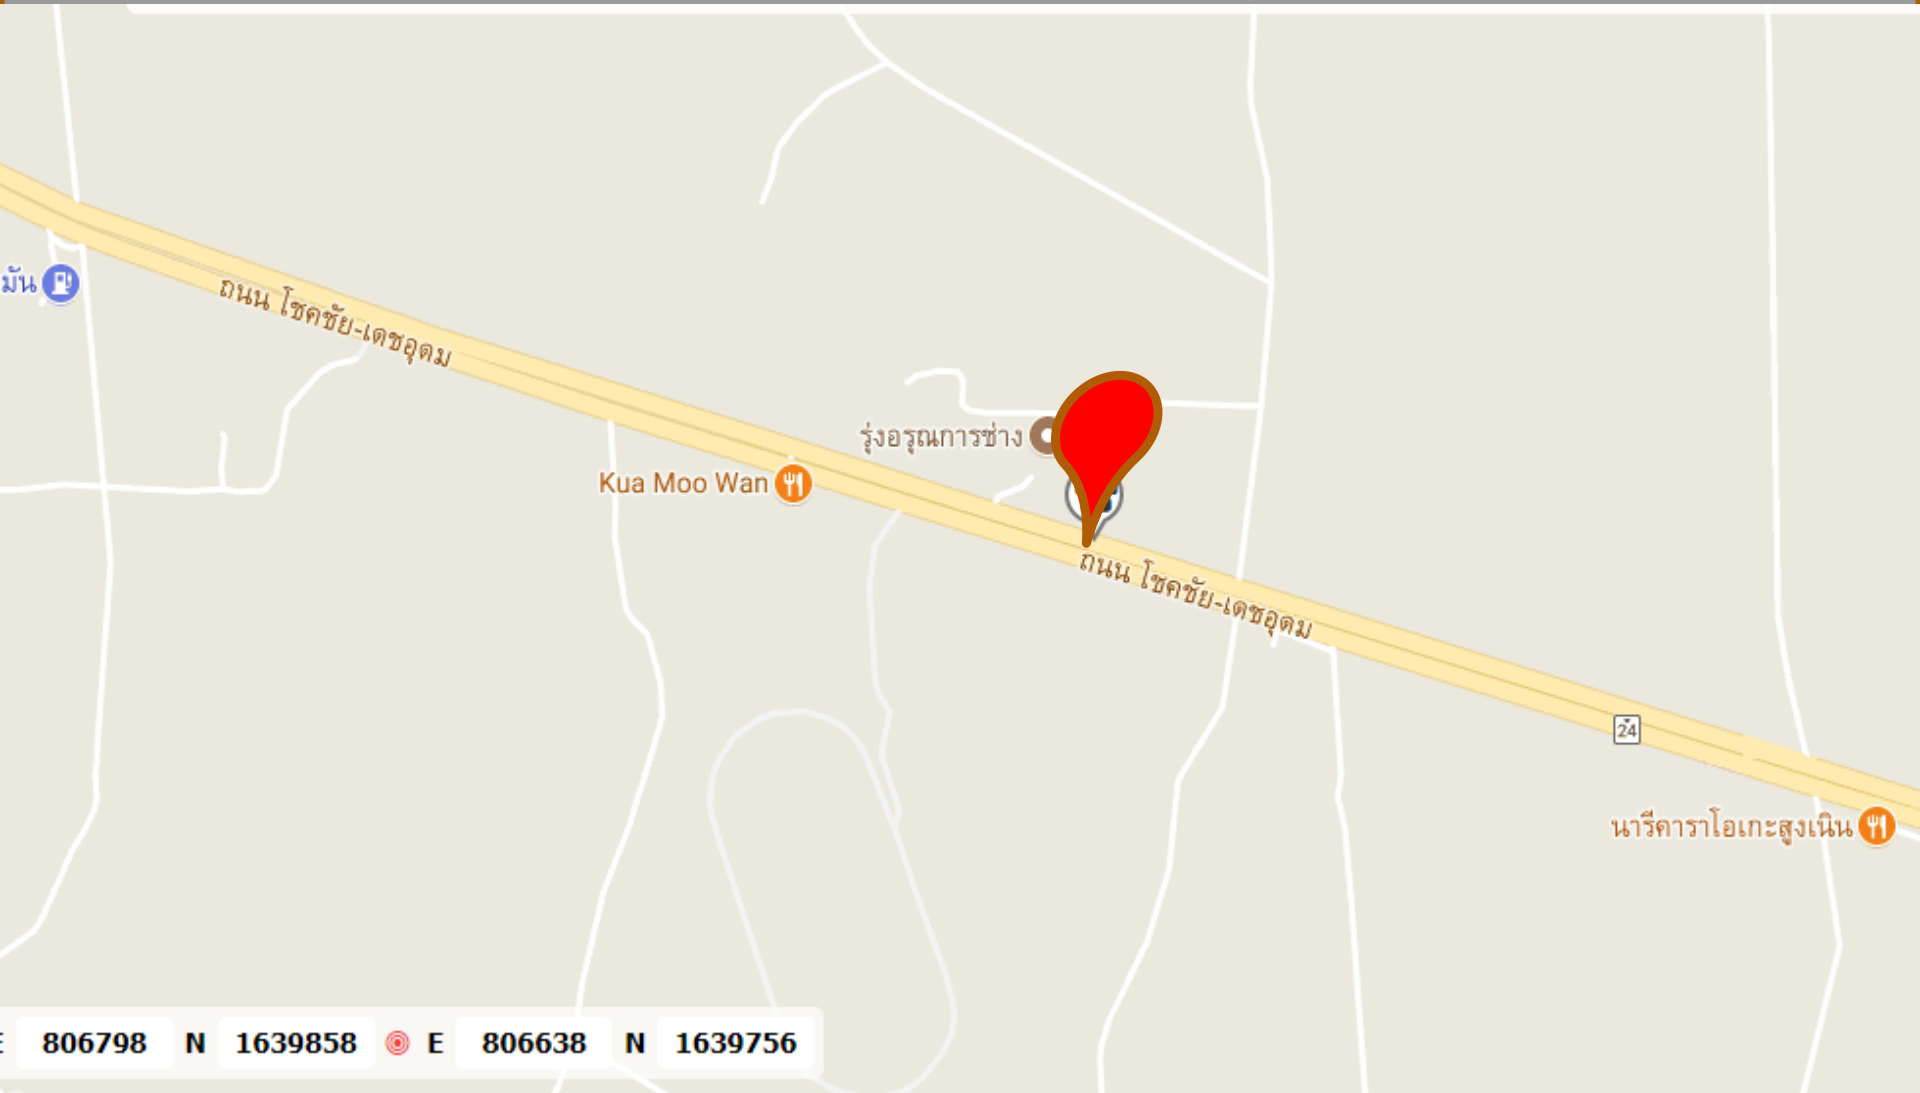 มัน
ถนน โชคชัย-เดชอุดม
รุ่งอรุณการช่าง
Kua Moo Wan
ถนน โชคชัย-เดชอุดม
24
นารีคาราโอเกะสูงเนิน
E 806798 N 1639858 E 806638 N 1639756